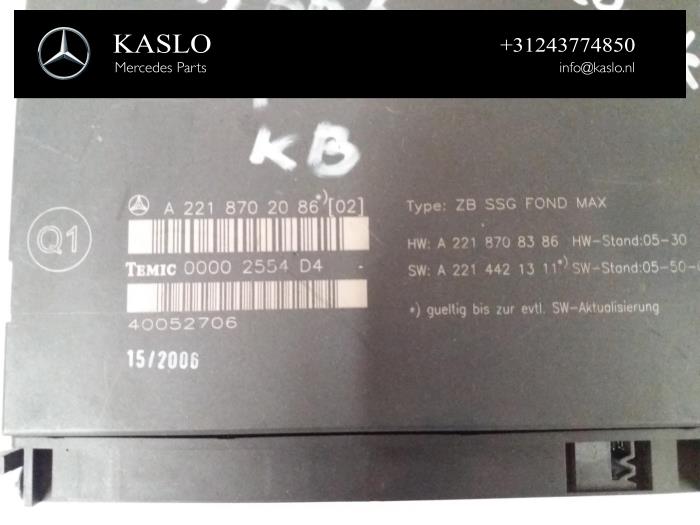 KASLO
Mercedes Parts
+31243774850
info@kaslo.nl
KB
Q1
A 221 870 20 86*)[02]
TEMIC 0000 2554 D4 -
40052706
15/2006
Type: ZB SSG FOND MAX
HW: A 221 870 83 86 HW-Stand:05-30
SW: A 221 442 13 11*) SW-Stand:05-50-
*) gueltig bis zur evtl. SW-Aktualisierung